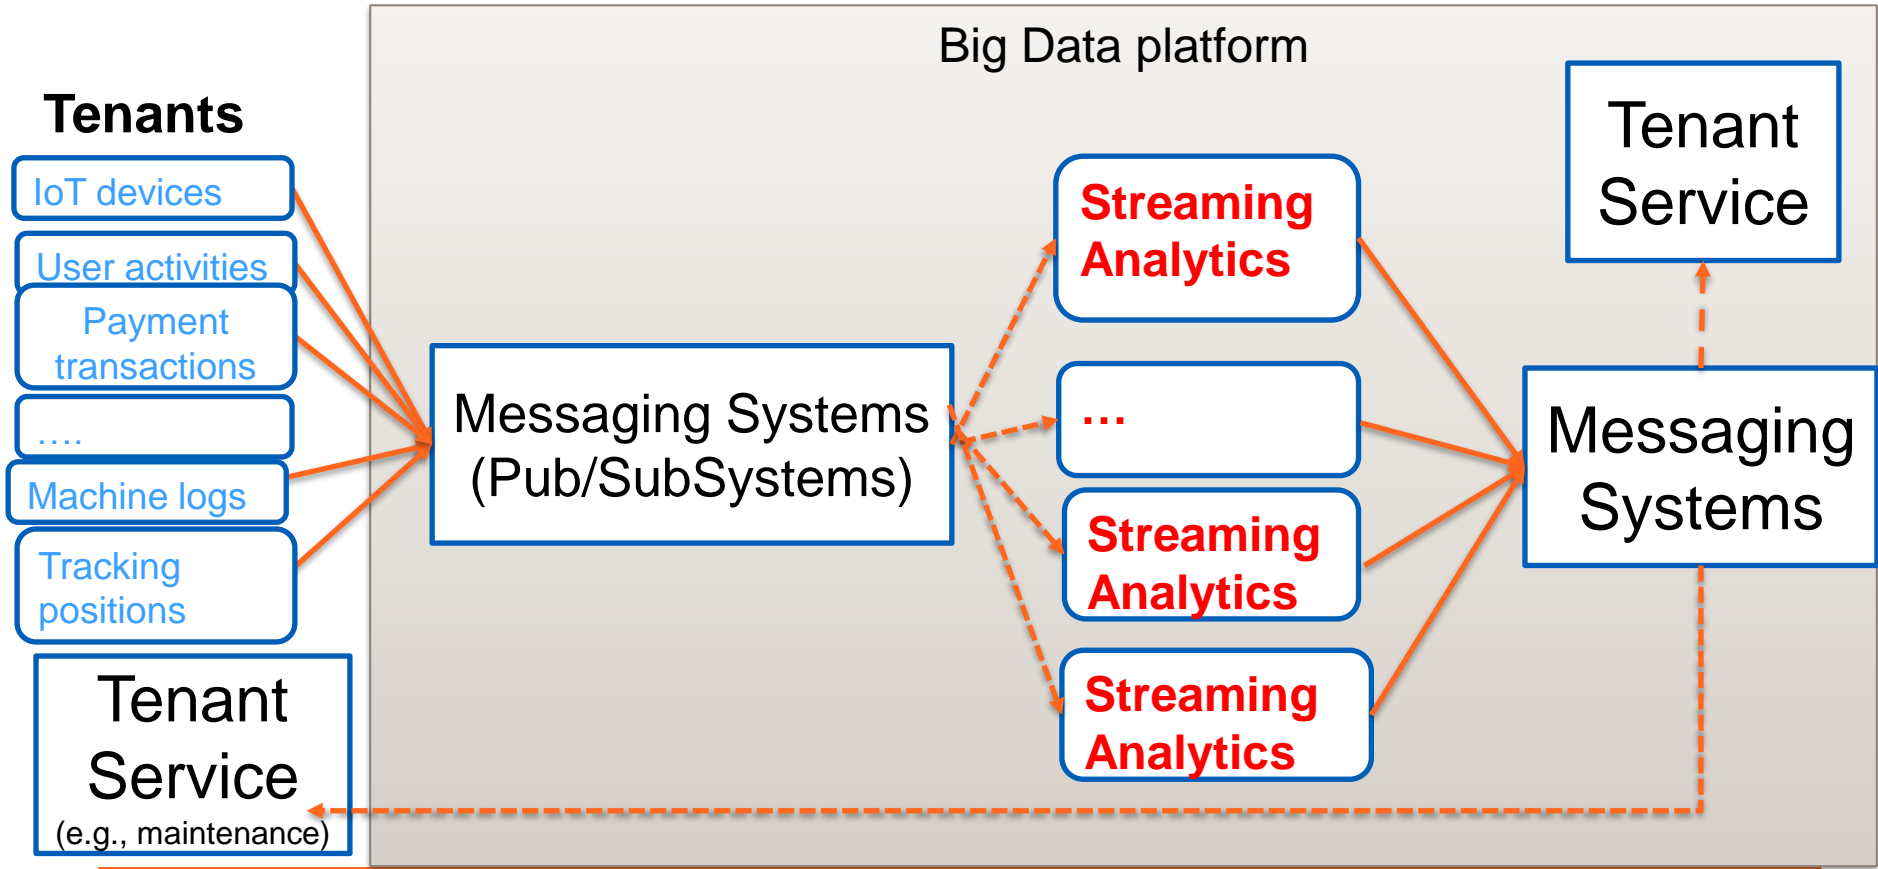 Big Data platform
Tenants
IoT devices
User activities
Payment
transactions
....
Machine logs
Tracking
positions
Tenant
Service
(e.g., maintenance)
Messaging Systems
(Pub/SubSystems)
Streaming
Analytics
...
Streaming
Analytics
Streaming
Analytics
Tenant
Service
Messaging
Systems